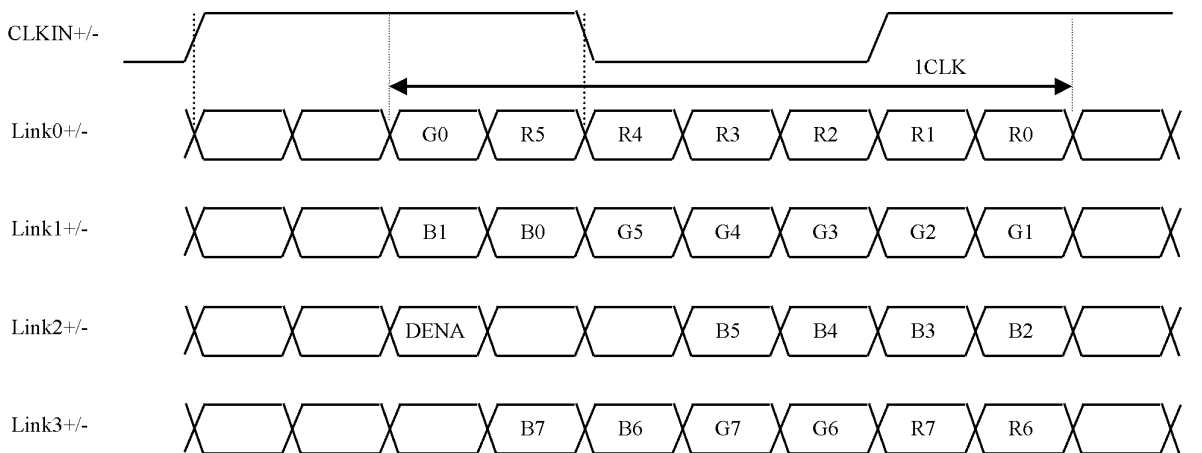 CLKIN+/-
1CLK
Link0+/- G0 R5 R4 R3 R2 R1 R0
Link1+/- B1 B0 G5 G4 G3 G2 G1
Link2+/- DENA B5 B4 B3 B2
Link3+/- B7 B6 G7 G6 R7 R6